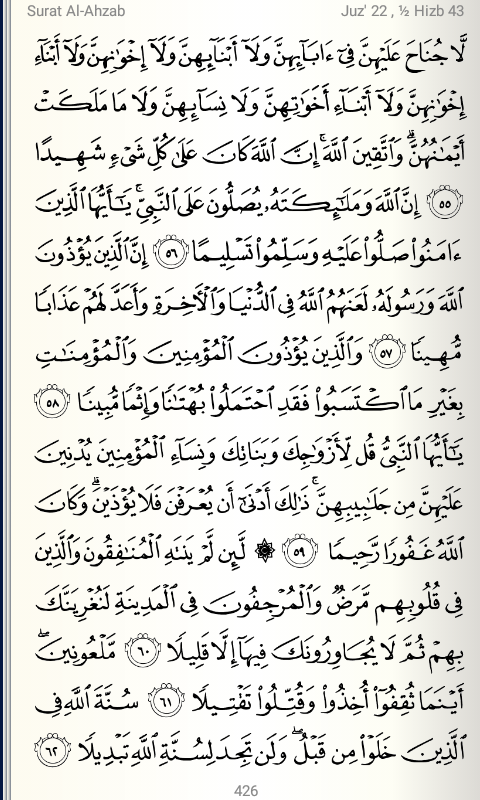 Surat Al-Ahzab Juz' 22 , ½ Hizb 43
لَّا جُنَاحَ عَلَيْهِنَّ فِىٓ ءَابَآئِهِنَّ وَلَآ أَبْنَآئِهِنَّ وَلَآ إِخْوَٰنِهِنَّ وَلَآ أَبْنَآءِ
إِخْوَٰنِهِنَّ وَلَآ أَبْنَآءِ أَخَوَٰتِهِنَّ وَلَا نِسَآئِهِنَّ وَلَا مَا مَلَكَتْ
أَيْمَٰنُهُنَّ ۗ وَٱتَّقِينَ ٱللَّهَ ۚ إِنَّ ٱللَّهَ كَانَ عَلَىٰ كُلِّ شَىْءٍ شَهِيدًا
٥٥ إِنَّ ٱللَّهَ وَمَلَٰٓئِكَتَهُۥ يُصَلُّونَ عَلَى ٱلنَّبِىِّ ۚ يَٰٓأَيُّهَا ٱلَّذِينَ
ءَامَنُوا۟ صَلُّوا۟ عَلَيْهِ وَسَلِّمُوا۟ تَسْلِيمًا ٥٦ إِنَّ ٱلَّذِينَ يُؤْذُونَ
ٱللَّهَ وَرَسُولَهُۥ لَعَنَهُمُ ٱللَّهُ فِى ٱلدُّنْيَا وَٱلْءَاخِرَةِ وَأَعَدَّ لَهُمْ عَذَابًا
مُّهِينًا ٥٧ وَٱلَّذِينَ يُؤْذُونَ ٱلْمُؤْمِنِينَ وَٱلْمُؤْمِنَٰتِ
بِغَيْرِ مَا ٱكْتَسَبُوا۟ فَقَدِ ٱحْتَمَلُوا۟ بُهْتَٰنًا وَإِثْمًا مُّبِينًا ٥٨
يَٰٓأَيُّهَا ٱلنَّبِىُّ قُل لِّأَزْوَٰجِكَ وَبَنَاتِكَ وَنِسَآءِ ٱلْمُؤْمِنِينَ يُدْنِينَ
عَلَيْهِنَّ مِن جَلَٰبِيبِهِنَّ ۚ ذَٰلِكَ أَدْنَىٰٓ أَن يُعْرَفْنَ فَلَا يُؤْذَيْنَ ۗ وَكَانَ
ٱللَّهُ غَفُورًا رَّحِيمًا ٥٩ ۞ لَّئِن لَّمْ يَنتَهِ ٱلْمُنَٰفِقُونَ وَٱلَّذِينَ
فِى قُلُوبِهِم مَّرَضٌ وَٱلْمُرْجِفُونَ فِى ٱلْمَدِينَةِ لَنُغْرِيَنَّكَ
بِهِمْ ثُمَّ لَا يُجَاوِرُونَكَ فِيهَآ إِلَّا قَلِيلًا ٦٠ مَّلْعُونِينَ ۖ
أَيْنَمَا ثُقِفُوٓا۟ أُخِذُوا۟ وَقُتِّلُوا۟ تَقْتِيلًا ٦١ سُنَّةَ ٱللَّهِ فِى
ٱلَّذِينَ خَلَوْا۟ مِن قَبْلُ ۖ وَلَن تَجِدَ لِسُنَّةِ ٱللَّهِ تَبْدِيلًا ٦٢
426